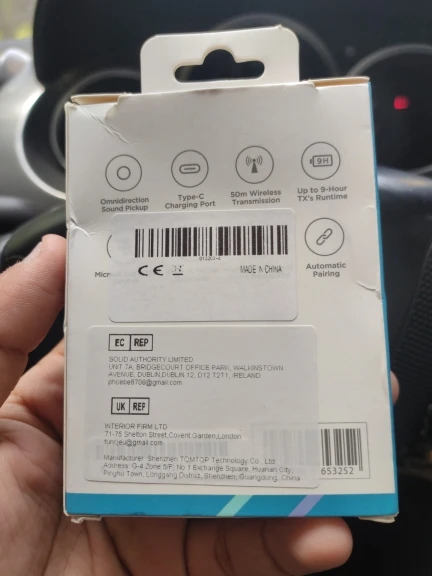 9H
Omnidirection
Sound Pickup
Type-C
Charging Port
50m Wireless
Transmission
Up to 9-Hour
TX's Runtime
Micr
CE
MADE IN CHINA
Automatic
Pairing
EC REP
SOLID AUTHORITY LIMITED
UNIT 7A, BRIDGECOURT OFFICE PARK, WALKINSTOWN
AVENUE, DUBLIN,DUBLIN 12, D12 T2T1, IRELAND
UK REP
INTERIOR FIRM LTD
71-75 Shelton Street,Covent Garden,London
Manufacturer: Shenzhen TOMTOP Technology Co., Ltd
Address: G-4 Zone 5/F, No 1 Exchange Square, Huanan City,
Pinghu Town, Longgang District, Shenzhen, Guangdong, China
653252